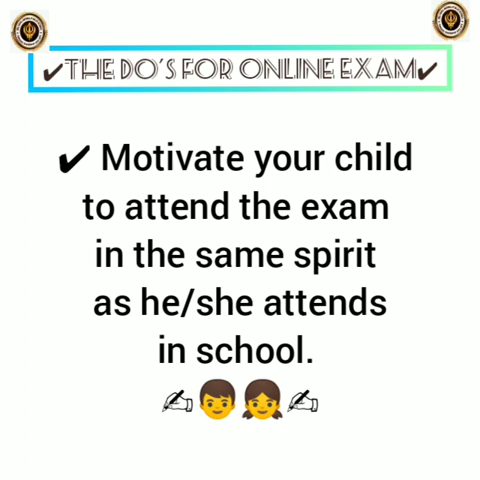 ✔THE DO'S FOR ONLINE EXAM✔
✔ Motivate your child
to attend the exam
in the same spirit
as he/she attends
in school.
✍👦👧✍